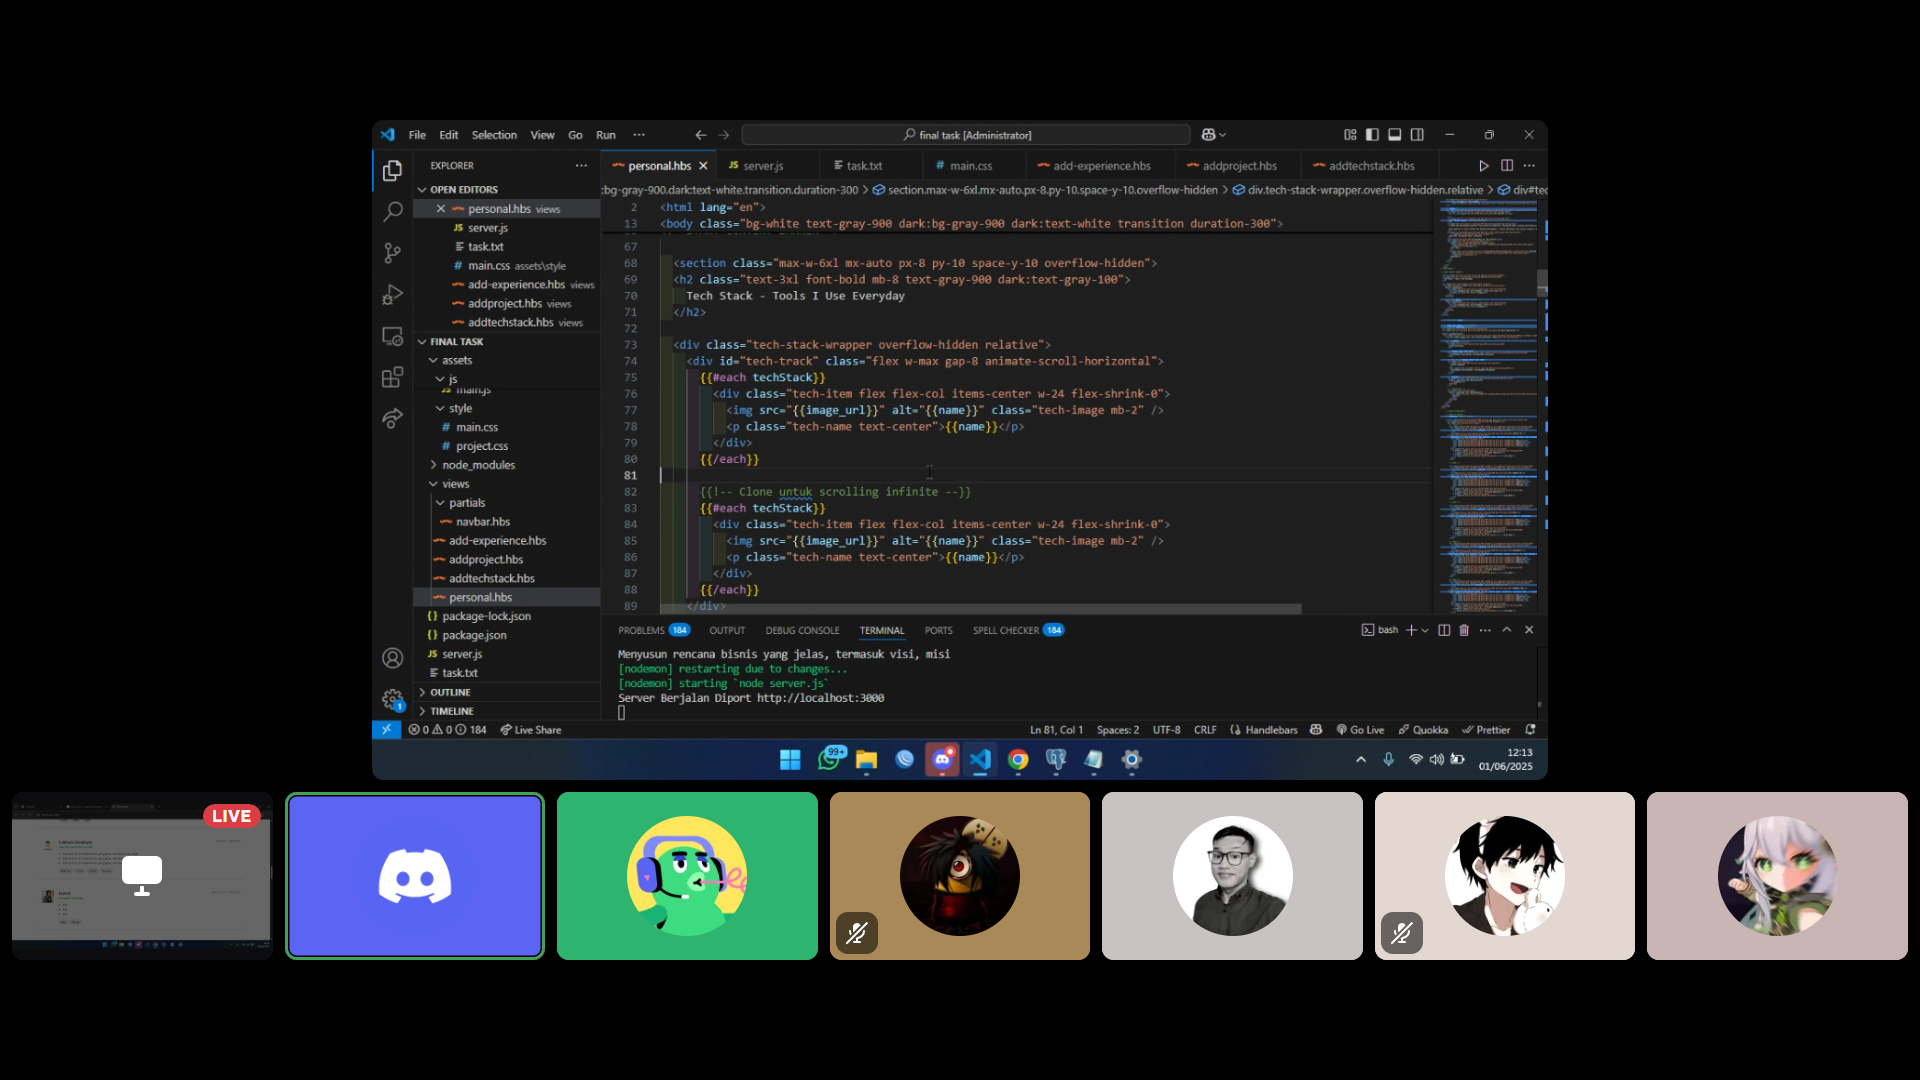 File Edit Selection View Go Run ··· final task [Administrator]
EXPLORER
OPEN EDITORS
personal.hbs views
JS server.js
task.txt
# main.css assets\style
add-experience.hbs views
addproject.hbs views
addtechstack.hbs views
FINAL TASK
assets
js
JS main.js
style
# main.css
# project.css
node_modules
views
partials
navbar.hbs
add-experience.hbs
addproject.hbs
addtechstack.hbs
personal.hbs
{} package-lock.json
{} package.json
JS server.js
task.txt
OUTLINE
TIMELINE
personal.hbs JS server.js task.txt # main.css add-experience.hbs addproject.hbs addtechstack.hbs
:bg-gray-900.dark:text-white.transition.duration-300 > section.max-w-6xl.mx-auto.px-8.py-10.space-y-10.overflow-hidden > div.tech-stack-wrapper.overflow-hidden.relative > div#tec
2 <html lang="en">
13 <body class="bg-white text-gray-900 dark:bg-gray-900 dark:text-white transition duration-300">
67
68 <section class="max-w-6xl mx-auto px-8 py-10 space-y-10 overflow-hidden">
69 <h2 class="text-3xl font-bold mb-8 text-gray-900 dark:text-gray-100">
70 Tech Stack - Tools I Use Everyday
71 </h2>
72
73 <div class="tech-stack-wrapper overflow-hidden relative">
74 <div id="tech-track" class="flex w-max gap-8 animate-scroll-horizontal">
75 {{#each techStack}}
76 <div class="tech-item flex flex-col items-center w-24 flex-shrink-0">
77 <img src="{{image_url}}" alt="{{name}}" class="tech-image mb-2" />
78 <p class="tech-name text-center">{{name}}</p>
79 </div>
80 {{/each}}
81
82 {{!-- Clone untuk scrolling infinite --}}
83 {{#each techStack}}
84 <div class="tech-item flex flex-col items-center w-24 flex-shrink-0">
85 <img src="{{image_url}}" alt="{{name}}" class="tech-image mb-2" />
86 <p class="tech-name text-center">{{name}}</p>
87 </div>
88 {{/each}}
89 </div>
PROBLEMS 184 OUTPUT DEBUG CONSOLE TERMINAL PORTS SPELL CHECKER 184 bash
Menyusun rencana bisnis yang jelas, termasuk visi, misi
[nodemon] restarting due to changes...
[nodemon] starting `node server.js`
Server Berjalan Diport http://localhost:3000
1
0 0 184 Live Share Ln 81, Col 1 Spaces: 2 UTF-8 CRLF Handlebars Go Live Quokka Prettier
99+
12:13
01/06/2025
LIVE